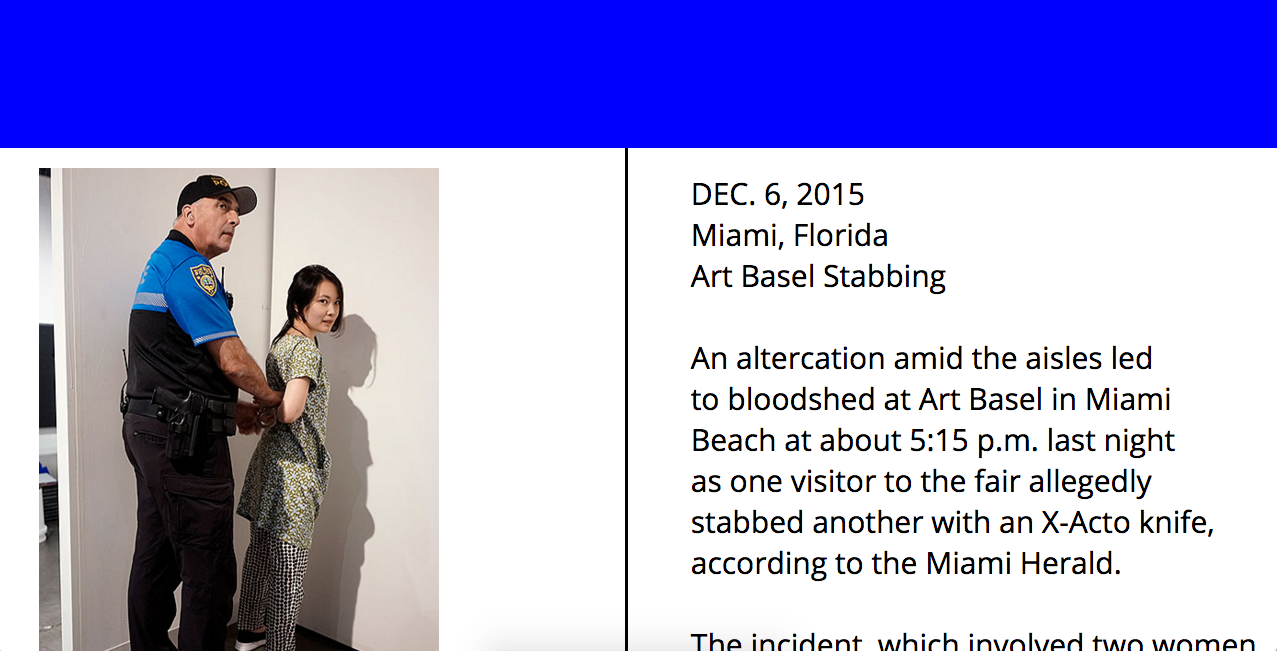 DEC. 6, 2015
Miami, Florida
Art Basel Stabbing
An altercation amid the aisles led
to bloodshed at Art Basel in Miami
Beach at about 5:15 p.m. last night
as one visitor to the fair allegedly
stabbed another with an X-Acto knife,
according to the Miami Herald.
The incident, which involved two women